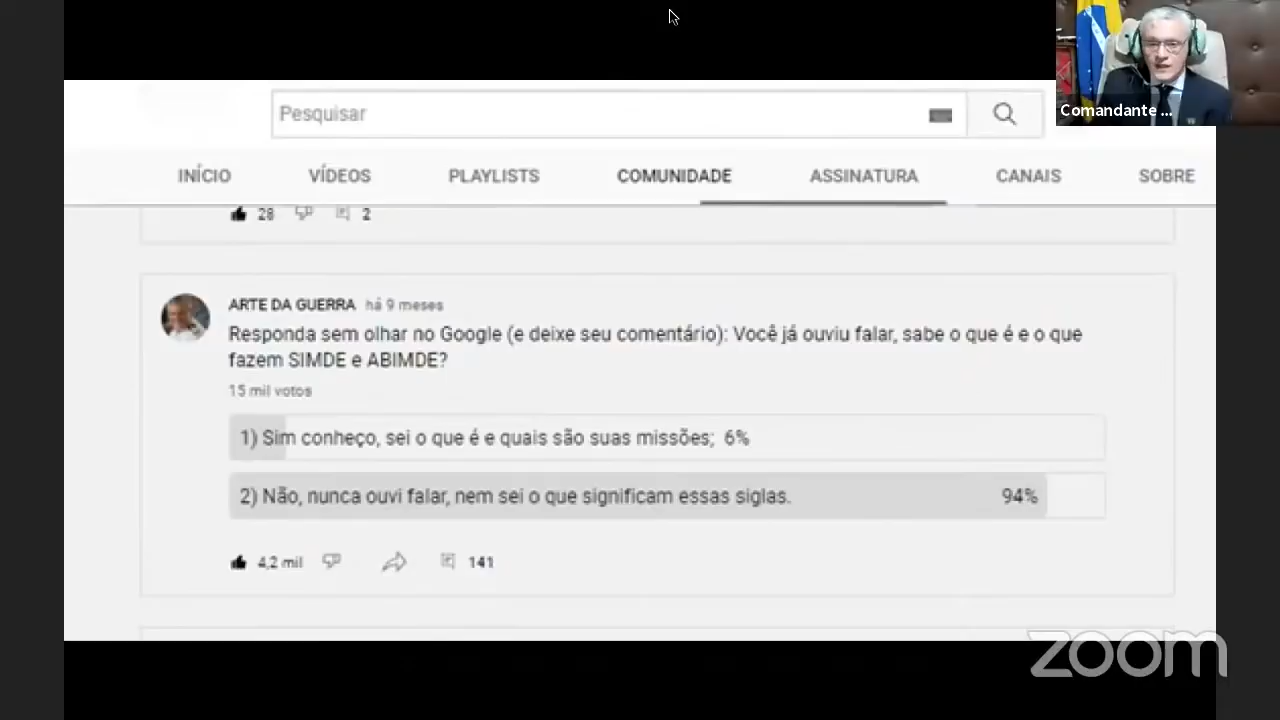 Comandante ...
Pesquisar
INÍCIO VÍDEOS PLAYLISTS COMUNIDADE ASSINATURA CANAIS SOBRE
28 2
ARTE DA GUERRA há 9 meses
Responda sem olhar no Google (e deixe seu comentário): Você já ouviu falar, sabe o que é e o que
fazem SIMDE e ABIMDE?
15 mil votos
1) Sim conheço, sei o que é e quais são suas missões; 6%
2) Não, nunca ouvi falar, nem sei o que significam essas siglas. 94%
4,2 mil 141
zoom